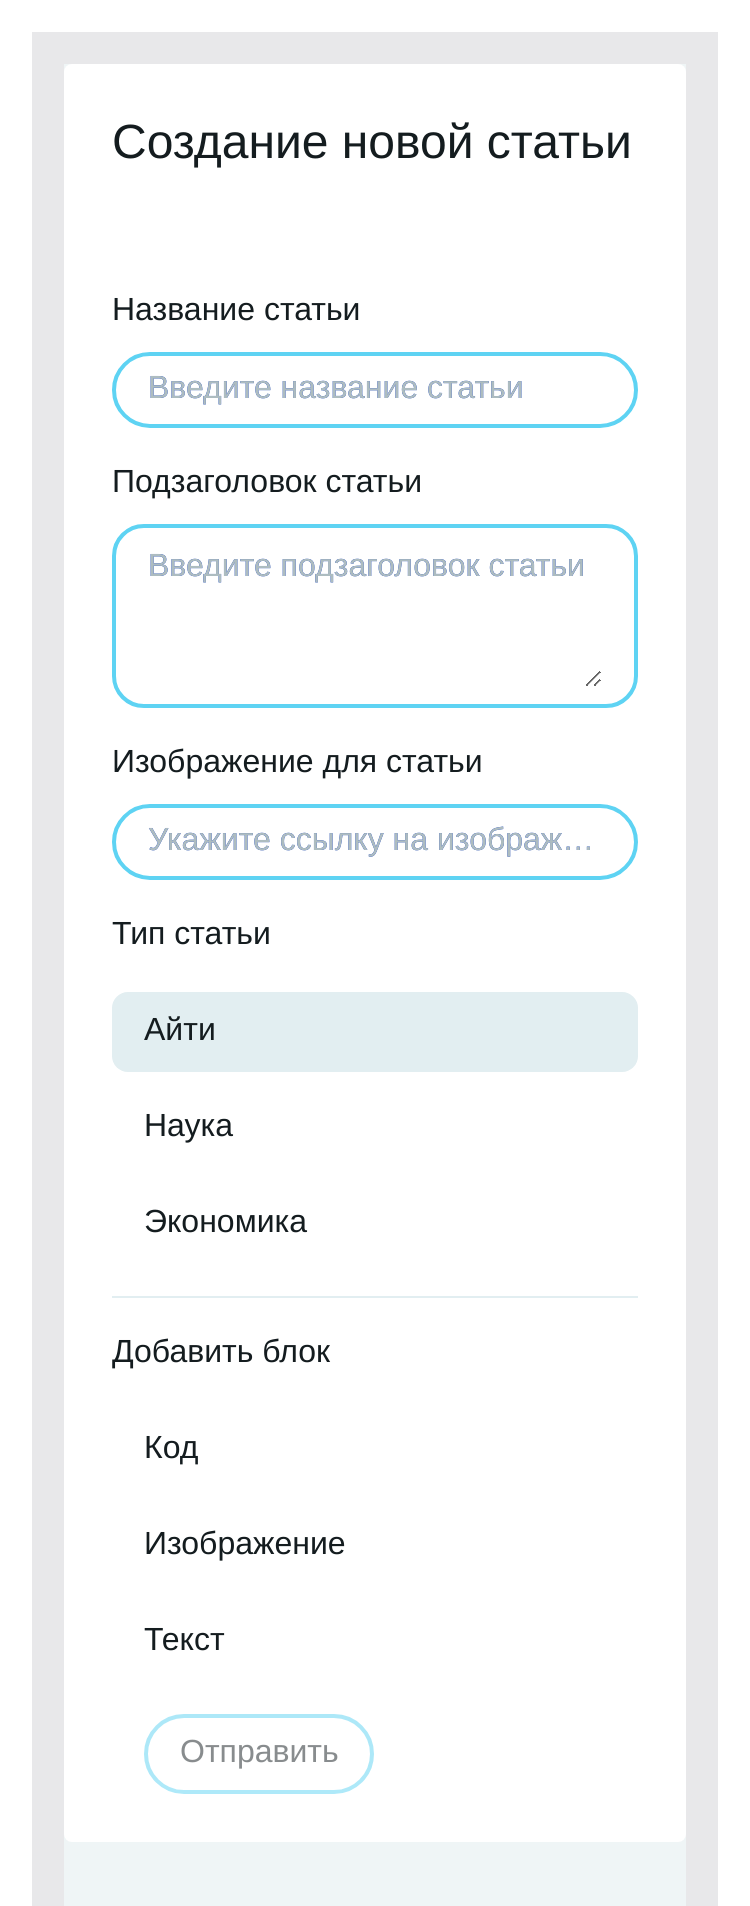 Создание новой статьи
Название статьи
Введите название статьи
Подзаголовок статьи
Введите подзаголовок статьи
Изображение для статьи
Укажите ссылку на изображ…
Тип статьи
Айти
Наука
Экономика
Добавить блок
Код
Изображение
Текст
Отправить